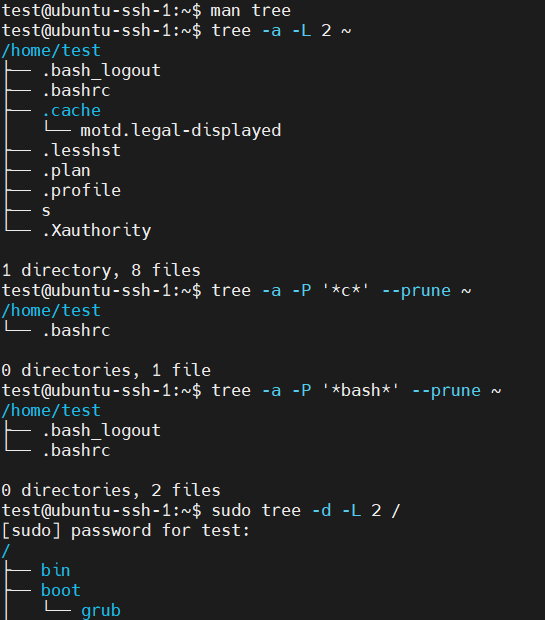 test@ubuntu-ssh-1:~$ man tree
test@ubuntu-ssh-1:~$ tree -a -L 2 ~
/home/test
├── .bash_logout
├── .bashrc
├── .cache
│   └── motd.legal-displayed
├── .lesshst
├── .plan
├── .profile
├── s
└── .Xauthority

1 directory, 8 files
test@ubuntu-ssh-1:~$ tree -a -P '*c*' --prune ~
/home/test
└── .bashrc

0 directories, 1 file
test@ubuntu-ssh-1:~$ tree -a -P '*bash*' --prune ~
/home/test
├── .bash_logout
└── .bashrc

0 directories, 2 files
test@ubuntu-ssh-1:~$ sudo tree -d -L 2 /
[sudo] password for test:
/
├── bin
├── boot
│   └── grub